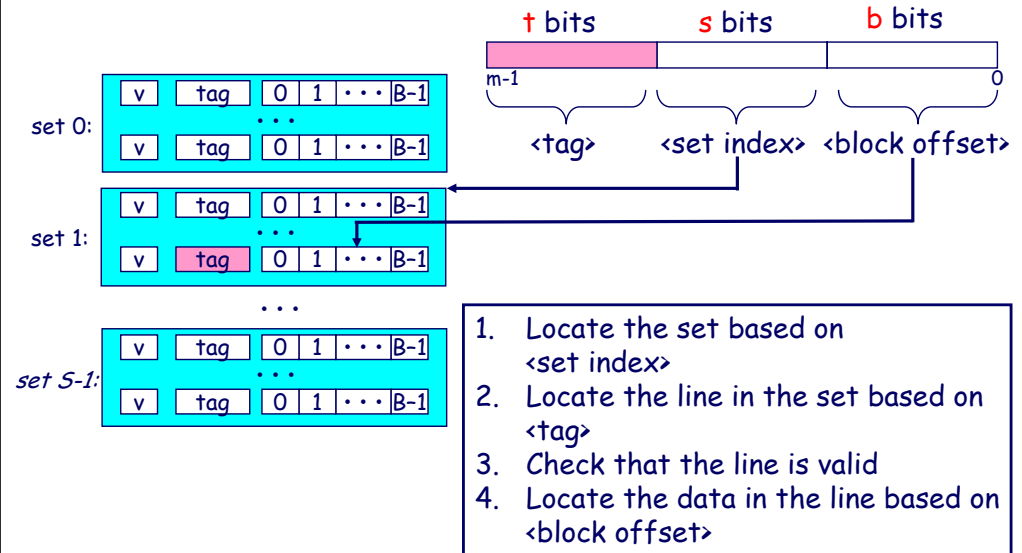 t bits s bits b bits
m-1 0
<tag> <set index> <block offset>
set 0:
v tag 0 1 • • • B-1
• • •
v tag 0 1 • • • B-1
set 1:
v tag 0 1 • • • B-1
• • •
v tag 0 1 • • • B-1
• • •
set S-1:
v tag 0 1 • • • B-1
• • •
v tag 0 1 • • • B-1
1. Locate the set based on
<set index>
2. Locate the line in the set based on
<tag>
3. Check that the line is valid
4. Locate the data in the line based on
<block offset>